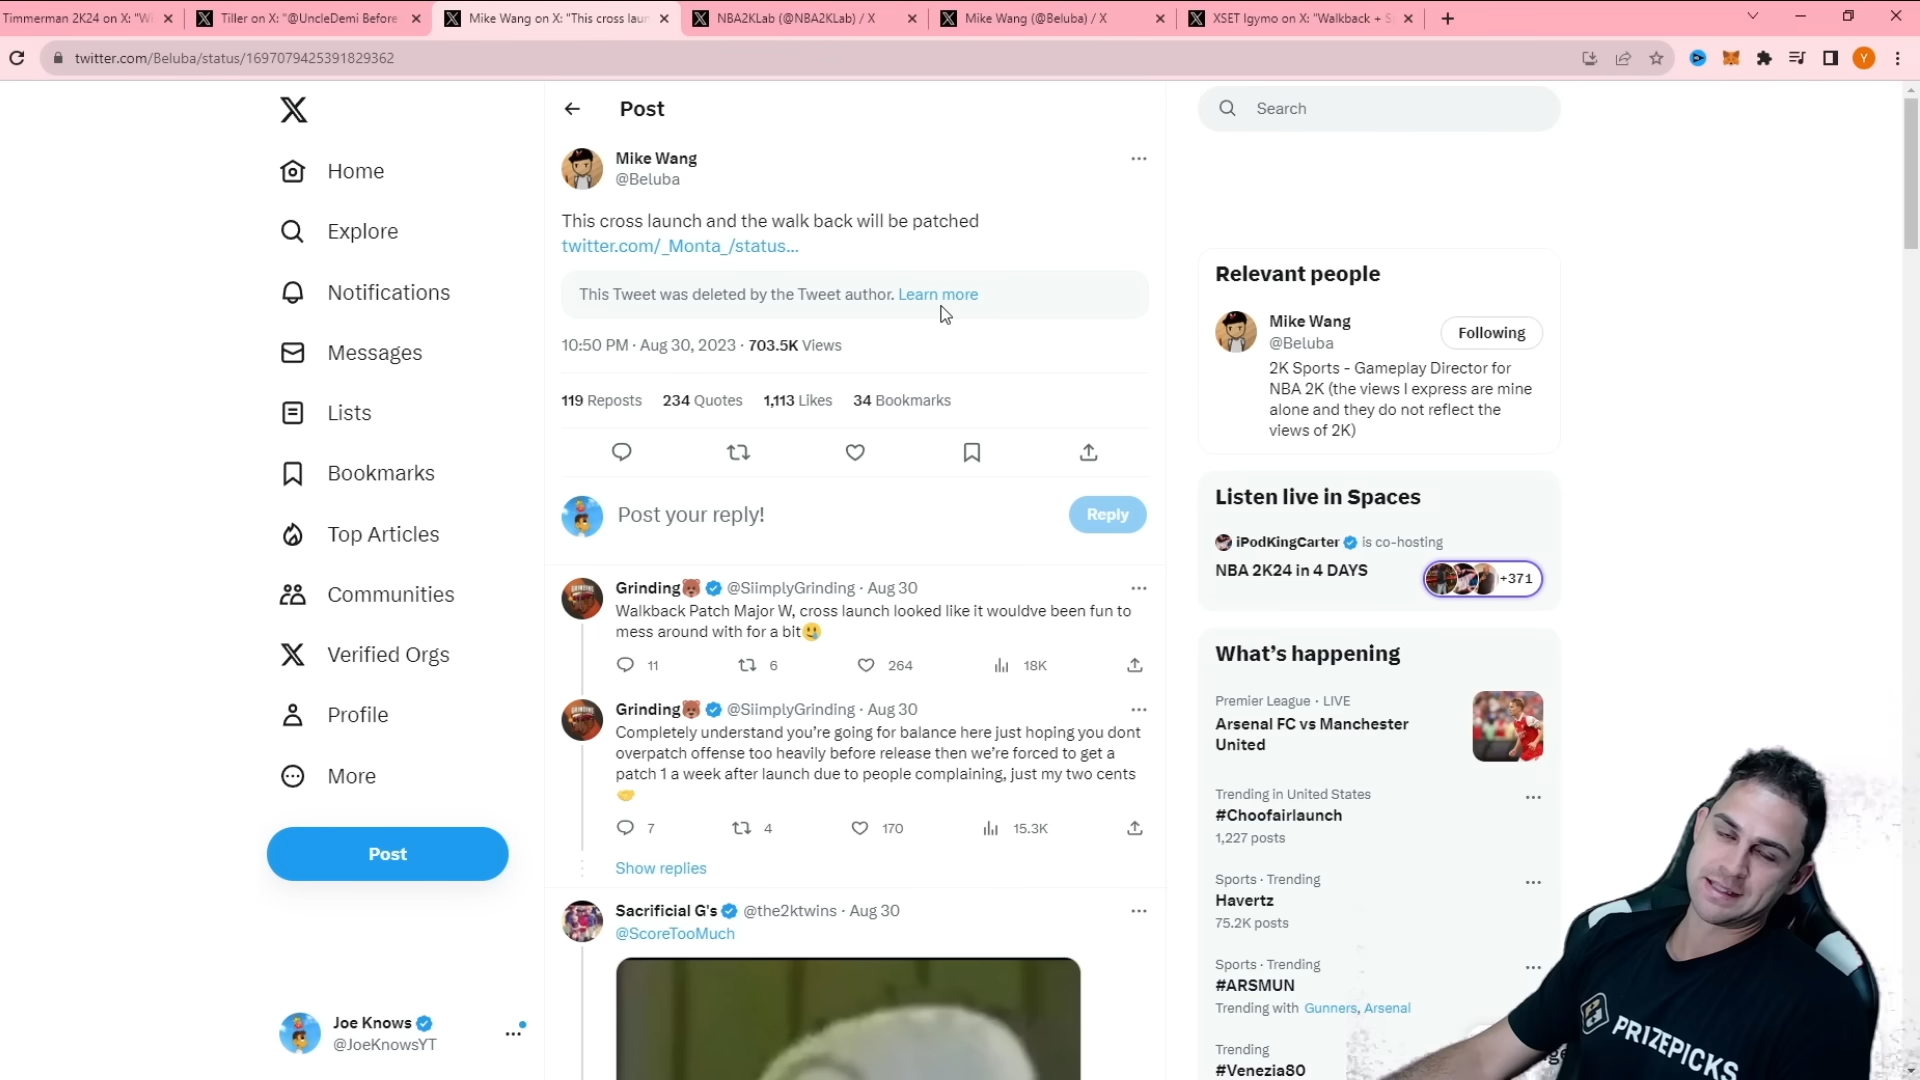 Timmerman 2K24 on X: "Wi
Tiller on X: "@UncleDemi Before
Mike Wang on X: "This cross laun
NBA2KLab (@NBA2KLab) / X
Mike Wang (@Beluba) / X
XSET lgymo on X: "Walkback + S
twitter.com/Beluba/status/1697079425391829362
Y
Home
Explore
Notifications
Messages
Lists
Bookmarks
Top Articles
Communities
Verified Orgs
Profile
More
Post
Joe Knows
@JoeKnowsYT
Post
Mike Wang
@Beluba
This cross launch and the walk back will be patched
twitter.com/_Monta_/status...
This Tweet was deleted by the Tweet author. Learn more
10:50 PM · Aug 30, 2023 · 703.5K Views
119 Reposts 234 Quotes 1,113 Likes 34 Bookmarks
Post your reply!
Reply
Grinding🐻 @SiimplyGrinding · Aug 30
Walkback Patch Major W, cross launch looked like it wouldve been fun to
mess around with for a bit🥲
11 6 264 18K
Grinding🐻 @SiimplyGrinding · Aug 30
Completely understand you’re going for balance here just hoping you dont
overpatch offense too heavily before release then we’re forced to get a
patch 1 a week after launch due to people complaining, just my two cents
🤝
7 4 170 15.3K
Show replies
Sacrificial G's @the2ktwins · Aug 30
@ScoreTooMuch
Search
Relevant people
Mike Wang
@Beluba
Following
2K Sports - Gameplay Director for
NBA 2K (the views I express are mine
alone and they do not reflect the
views of 2K)
Listen live in Spaces
iPodKingCarter is co-hosting
NBA 2K24 in 4 DAYS
+371
What’s happening
Premier League · LIVE
Arsenal FC vs Manchester
United
Trending in United States
#Choofairlaunch
1,227 posts
Sports · Trending
Havertz
75.2K posts
Sports · Trending
#ARSMUN
Trending with Gunners, Arsenal
Trending
#Venezia80
PRIZEPICKS